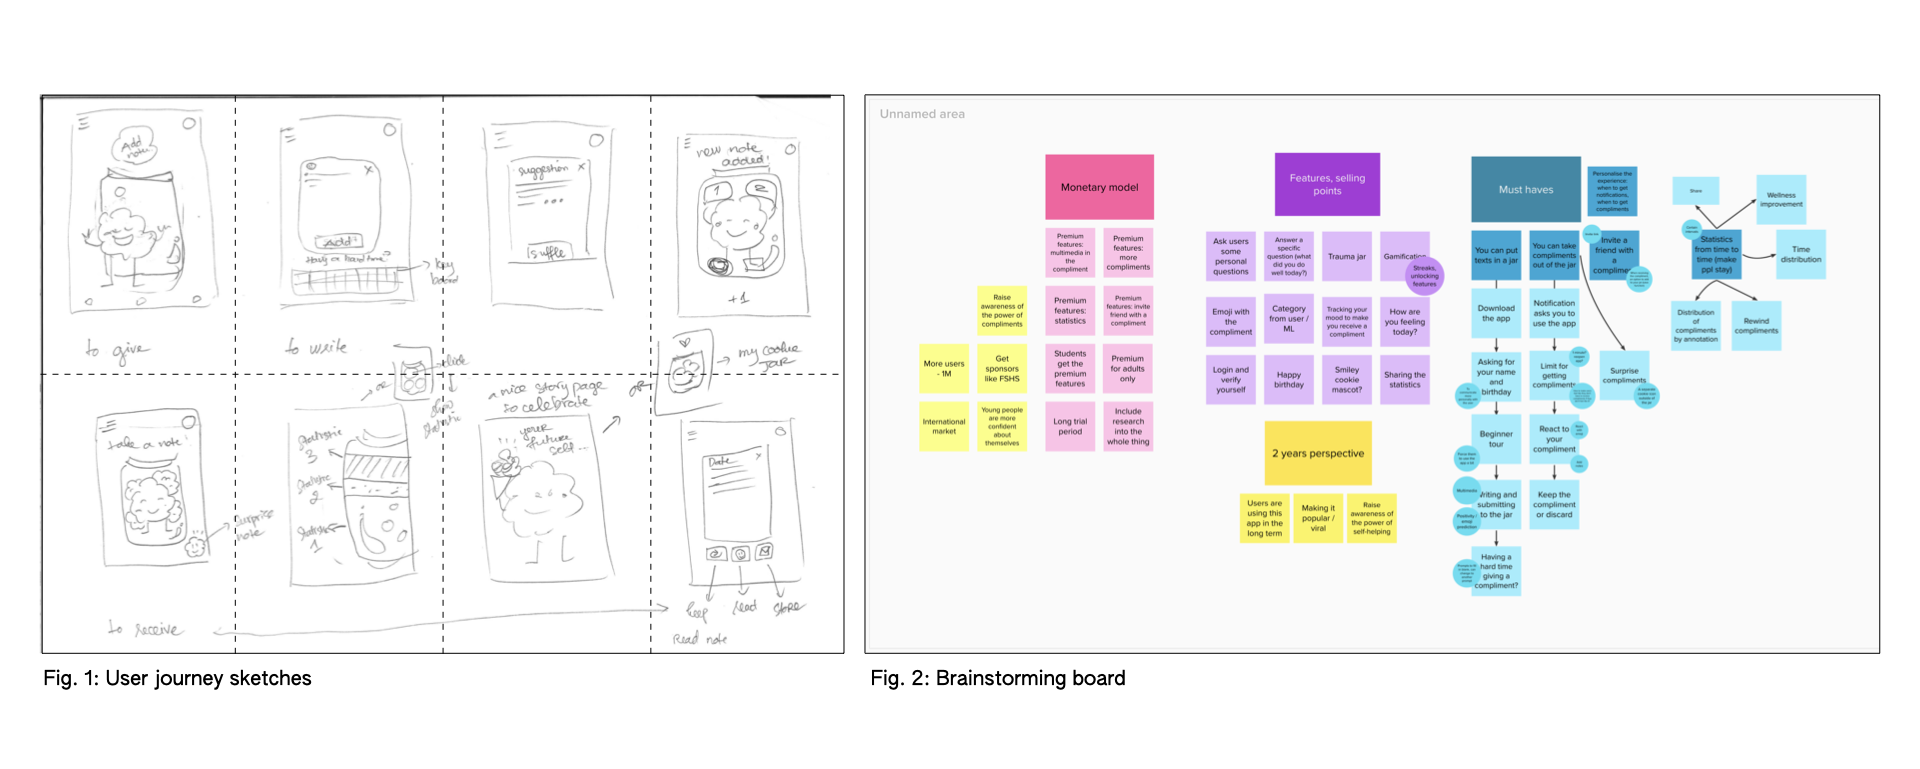 Add
note
to give
x
Add!
Having a hard time?
key
board
to write
suggestion x
...
new note
added!
1
2
+1
OR
my cookie
JAR
take a note!
surprise
note
to receive
OR
slide
show
statistic
Statistic
3
Statistic
2
Statistic
1
a nice story page
to celebrate
your
future
self...
OR
Date x
keep
read
store
Read note
Fig. 1: User journey sketches
Unnamed area
Monetary model
Premium
features:
multimedia in the
compliment
Premium
features:
more
compliments
Raise
awareness of
the power of
compliments
Premium
features:
statistics
Premium
features: invite
friend with a
compliment
More users
- 1M
Get
sponsors
like FSHS
Students
get the
premium
features
Premium
for adults
only
International
market
Young people
are more
confident
about
themselves
Long trial
period
Include
research
into the
whole thing
Features, selling
points
Ask users
some
personal
questions
Answer a
specific
question (what
did you do
well today?)
Trauma jar
Gamification
Streaks,
unlocking
features
Emoji with
the
compliment
Category
from user /
ML
Tracking your
mood to make
you receive a
compliment
How are
you feeling
today?
Login and
verify
yourself
Happy
birthday
Smiley
cookie
mascot?
Sharing the
statistics
2 years perspective
Users are
using this
app in the
long term
Making it
popular /
viral
Raise
awareness of
the power of
self-helping
Must haves
Personalise the
experience:
when to get
notifications,
when to get
compliments
You can put
texts in a jar
You can take
compliments
out of the jar
Invite a
friend with a
compliment
Statistics
from time to
time (make
ppl stay)
Share
Wellness
improvement
Time
distribution
Distribution
of
compliments
by annotation
Rewind
compliments
Download
the app
Notification
asks you to
use the app
Asking for
your name
and
birthday
Limit for
getting
compliments
Surprise
compliments
Beginner
tour
React to
your
compliment
Multimedia
Writing and
submitting
to the jar
Positivity /
emoji
prediction
Keep the
compliment
or discard
Having a
hard time
giving a
compliment?
Fig. 2: Brainstorming board